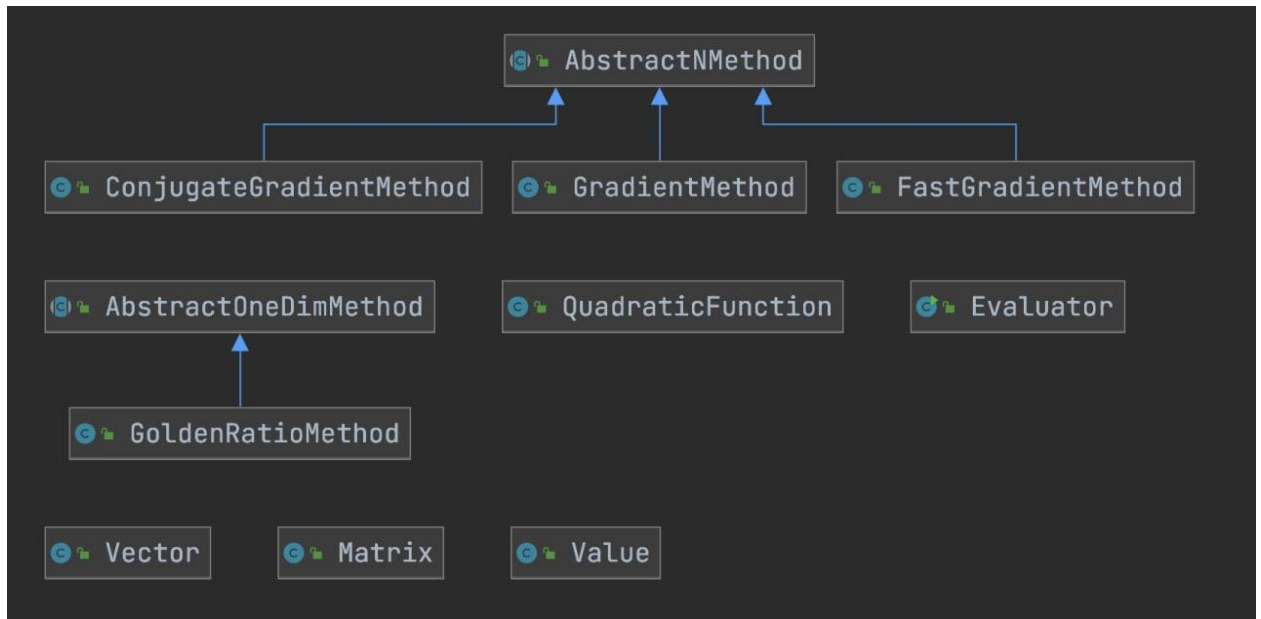 AbstractNMethod
ConjugateGradientMethod
GradientMethod
FastGradientMethod
AbstractOneDimMethod
QuadraticFunction
Evaluator
GoldenRatioMethod
Vector
Matrix
Value